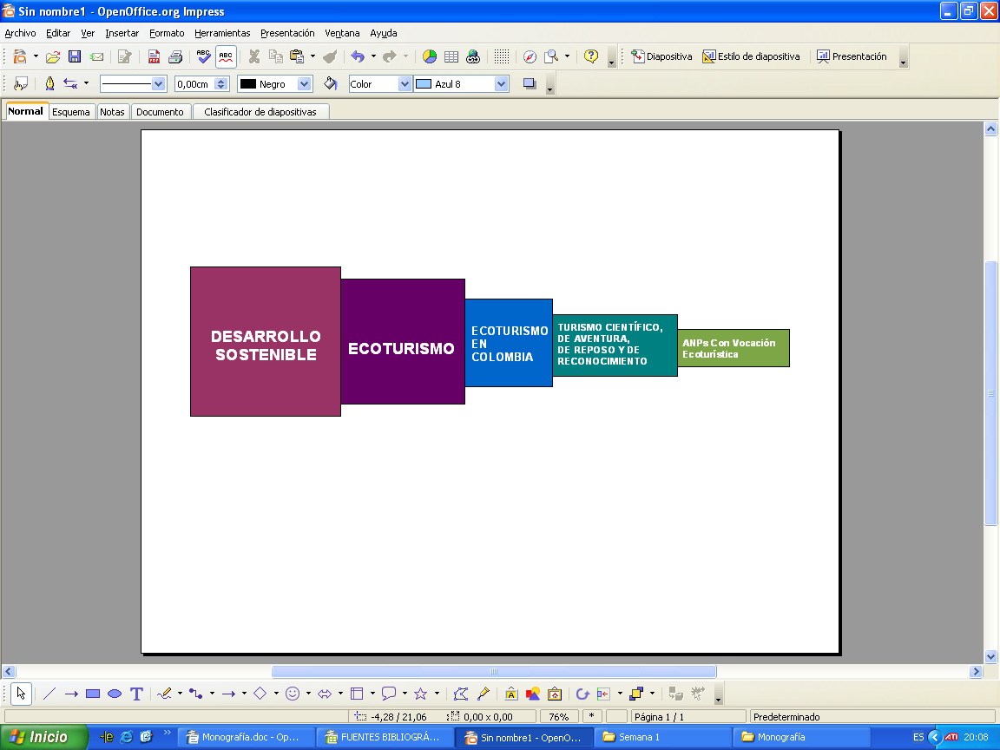 Sin nombre1 - OpenOffice.org Impress
Archivo Editar Ver Insertar Formato Herramientas Presentación Ventana Ayuda
ABC ABC Diapositiva Estilo de diapositiva Presentación
0,00cm Negro Color Azul 8
Normal Esquema Notas Documento Clasificador de diapositivas
DESARROLLO
SOSTENIBLE
ECOTURISMO
ECOTURISMO
EN
COLOMBIA
TURISMO CIENTÍFICO,
DE AVENTURA,
DE REPOSO Y DE
RECONOCIMIENTO
ANPs Con Vocación
Ecoturística
-4,28 / 21,06 0,00 x 0,00 76% * Página 1 / 1 Predeterminado
Inicio Monografía.doc - Op... FUENTES BIBLIOGRÁ... Sin nombre1 - OpenO... Semana 1 Monografía ES ATI 20:08